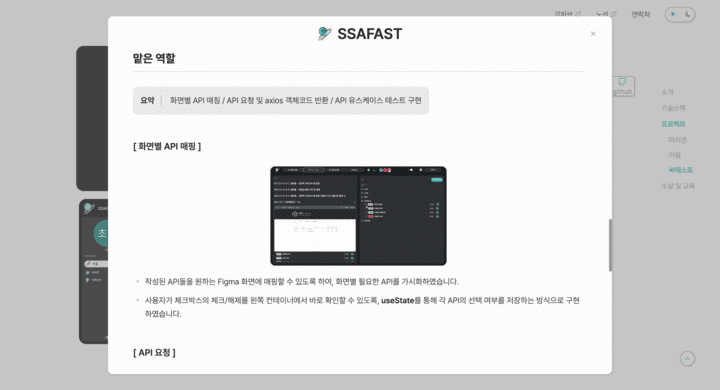 깃허브
노션
연락처
SSAFAST
×
맡은 역할
github
요약 | 화면별 API 매칭 / API 요청 및 axios 객체코드 반환 / API 유스케이스 테스트 구현
소개
기술스택
프로젝트
마이폰
이음
싸패스트
수상 및 교육
[ 화면별 API 매핑 ]
초
작성된 API들을 원하는 Figma 화면에 매핑할 수 있도록 하여, 화면별 필요한 API를 가시화하였습니다.
사용자가 체크박스의 체크/해제를 왼쪽 컨테이너에서 바로 확인할 수 있도록, useState를 통해 각 API의 선택 여부를 저장하는 방식으로 구현
하였습니다.
[ API 요청 ]